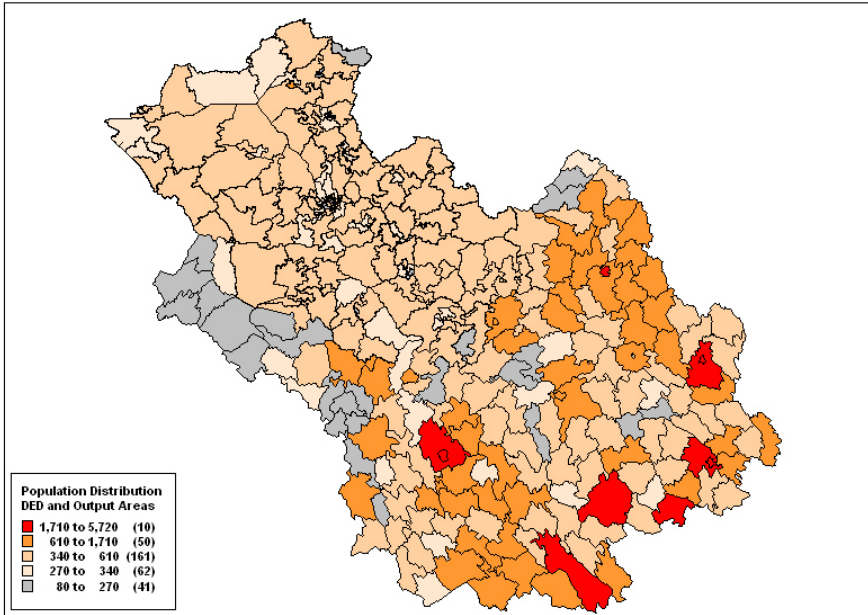 Population Distribution
DED and Output Areas
1,710 to 5,720 (10)
610 to 1,710 (50)
340 to 610 (161)
270 to 340 (62)
80 to 270 (41)